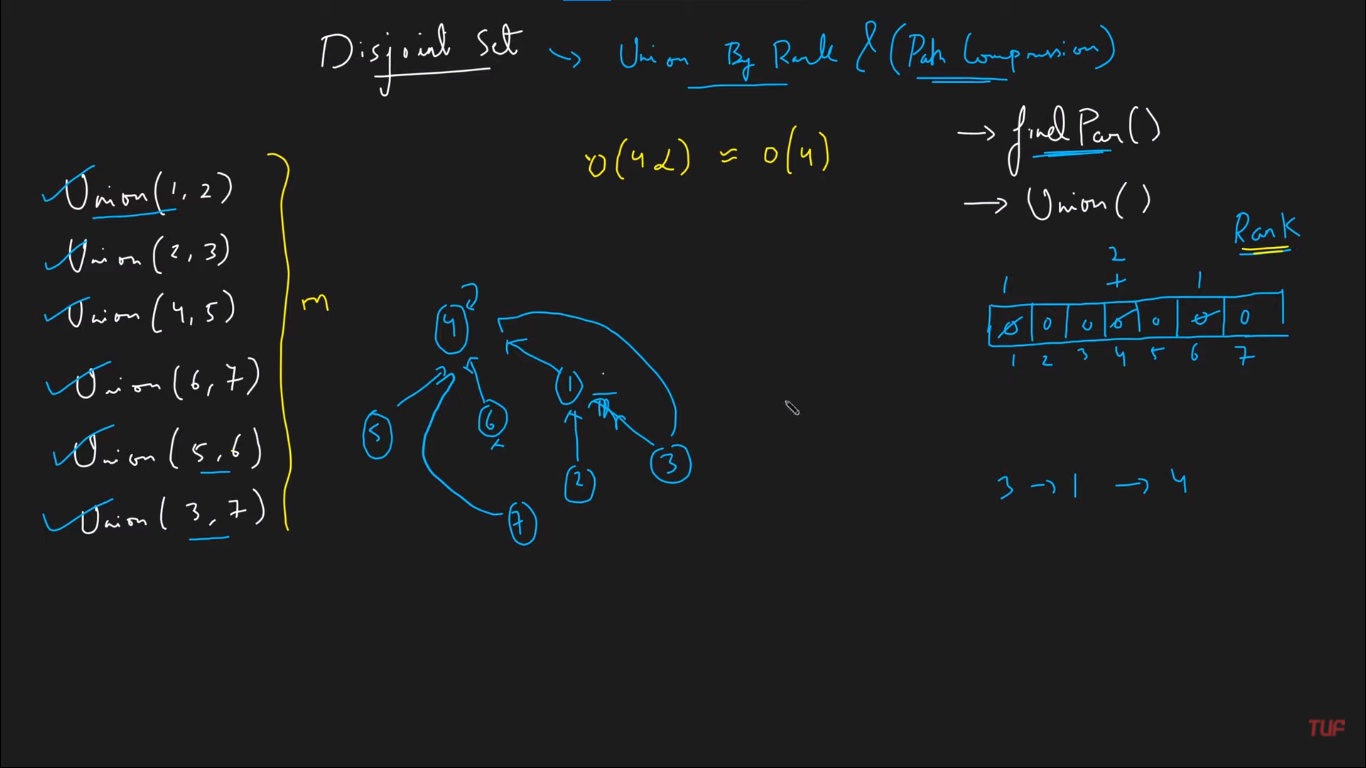 Disjoint Set → Union By Rank & (Path Compression)
O(4α) ≈ O(4)
→ findPar()
→ Union()
Union(1, 2)
Union(2, 3)
Union(4, 5)
Union(6, 7)
Union(5, 6)
Union(3, 7)
m
Rank
1 2 1
0 0 0 0 0 0 0
1 2 3 4 5 6 7
4
1
5 6
2 3
7
3 → 1 → 4
TUF